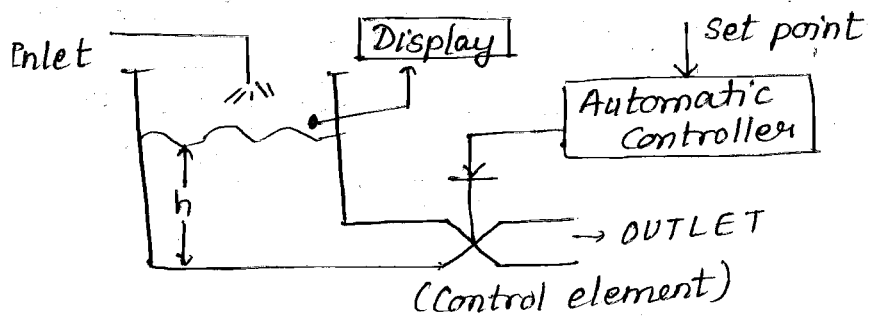 Inlet
Display
Set point
Automatic
Controller
h
→ OUTLET
(Control element)